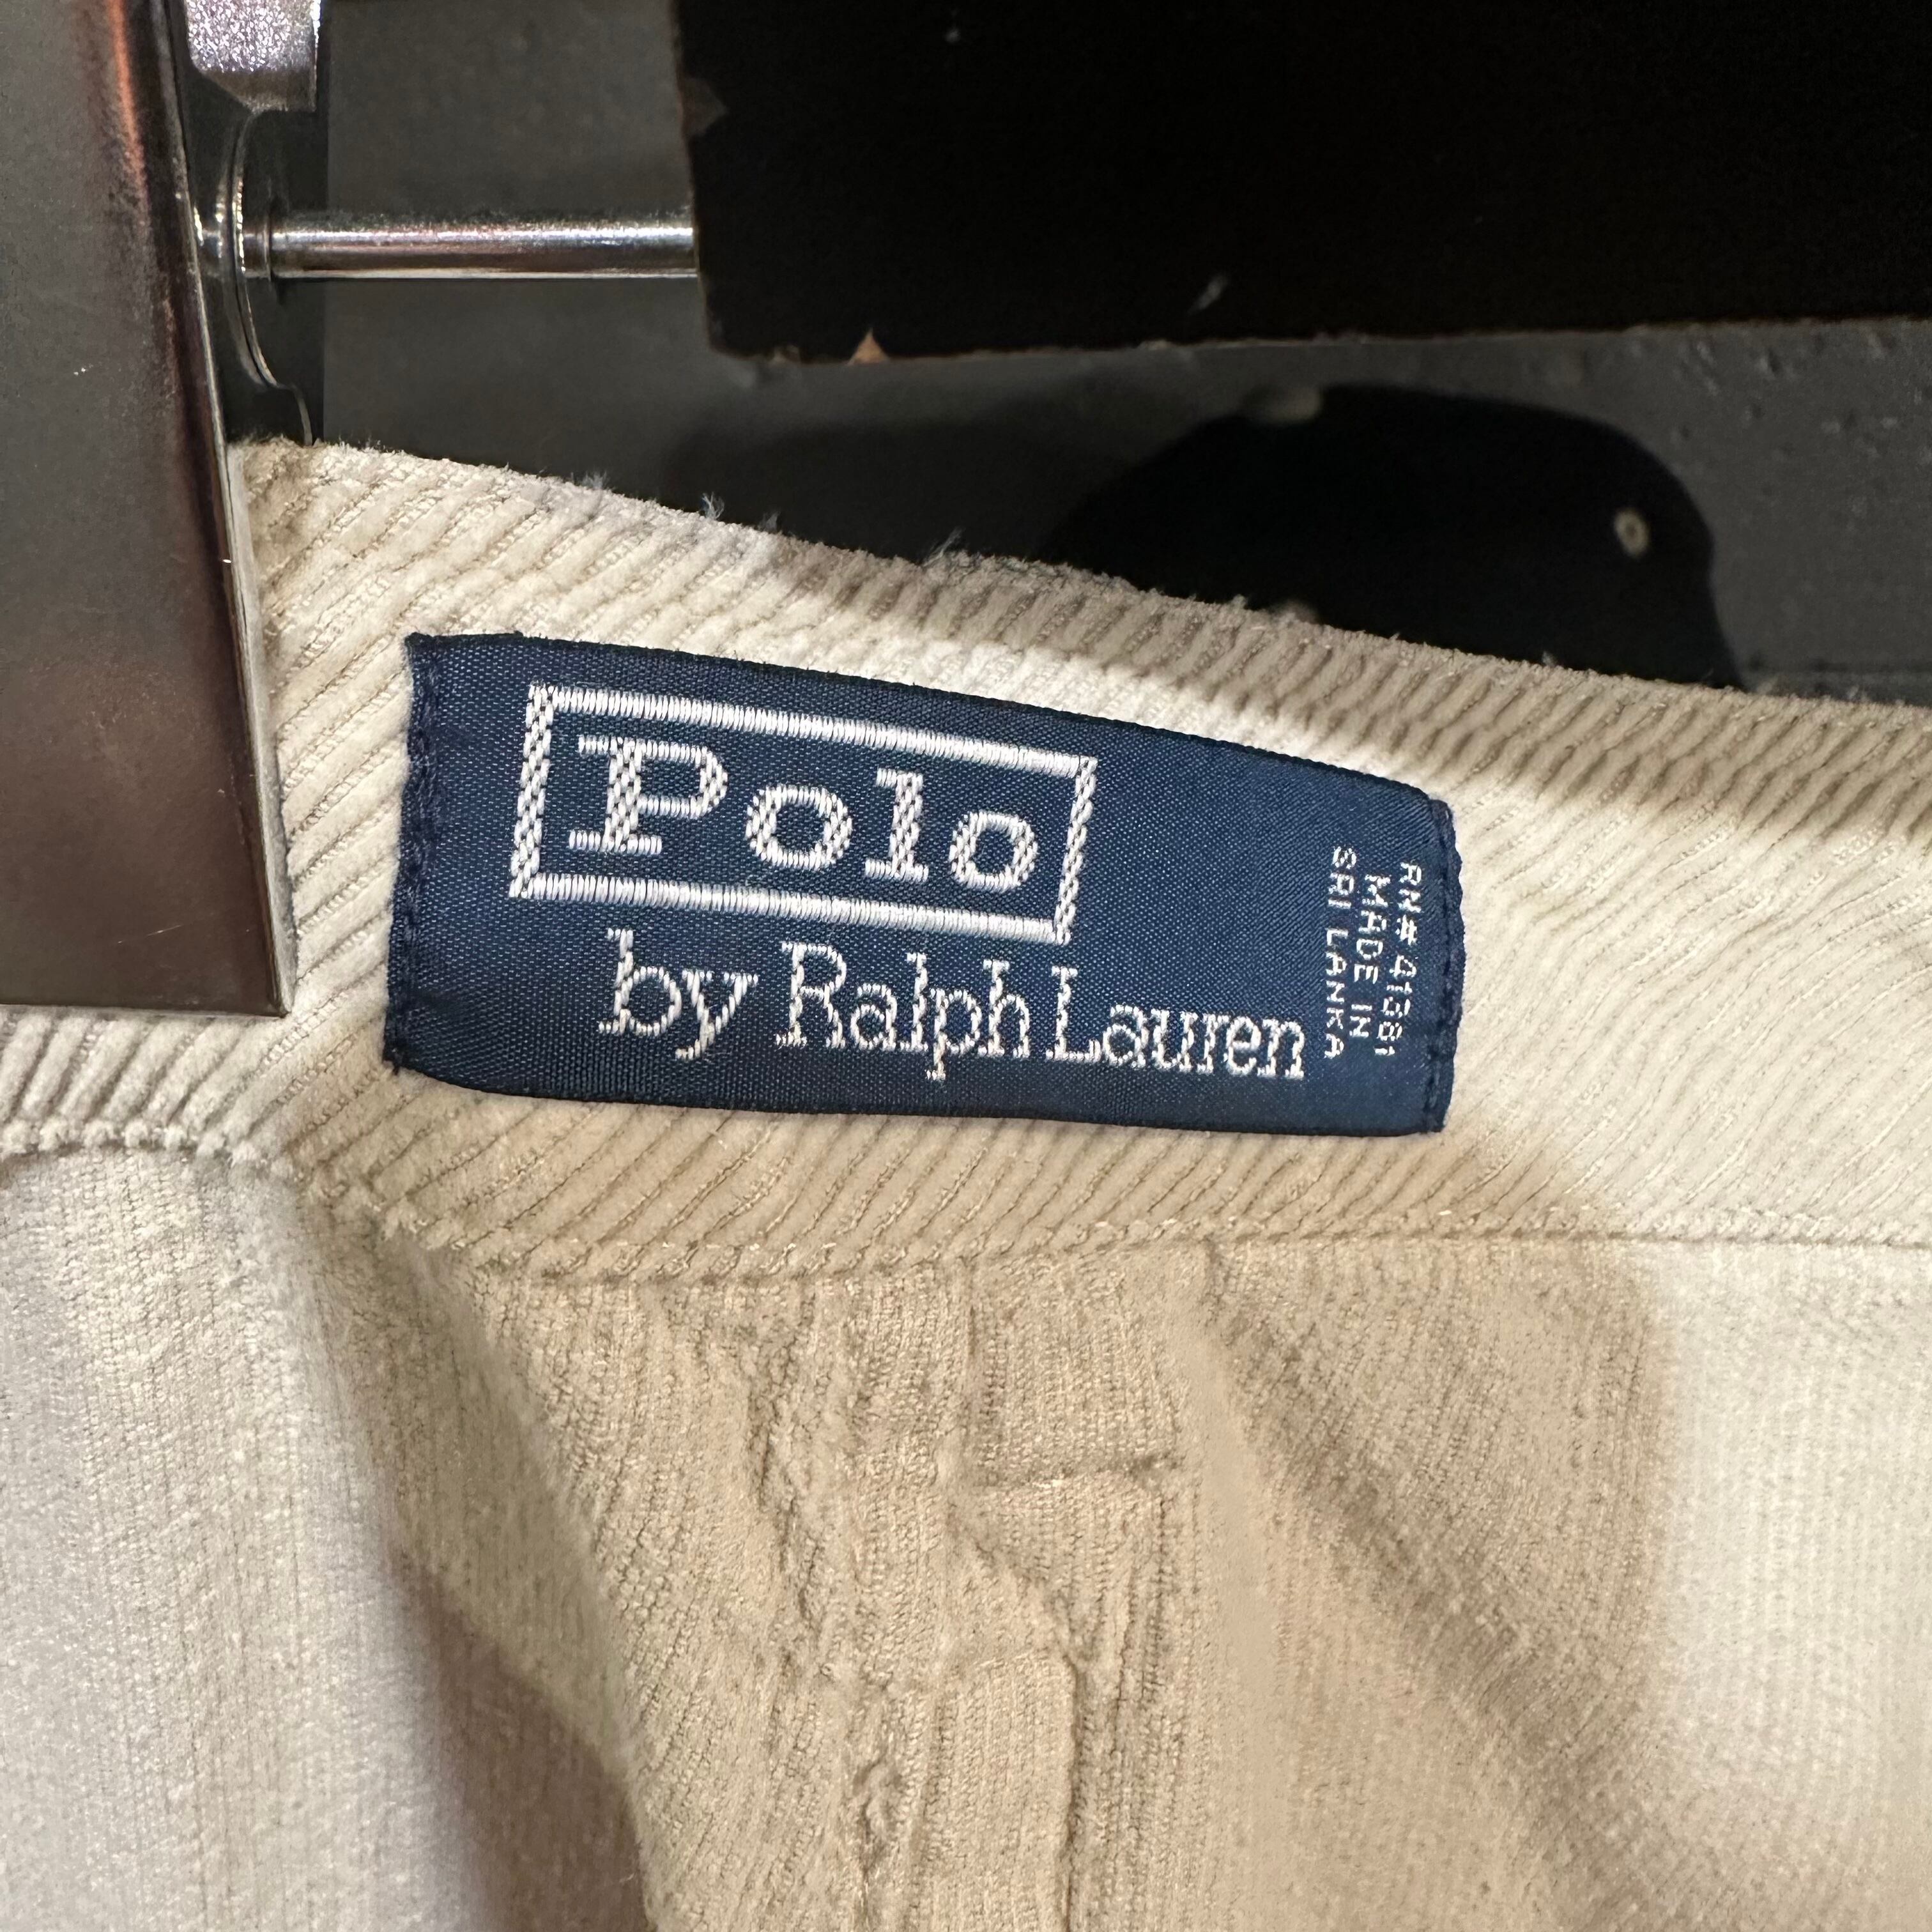 Polo
by Ralph Lauren
RN# 41381
MADE IN
SRI LANKA